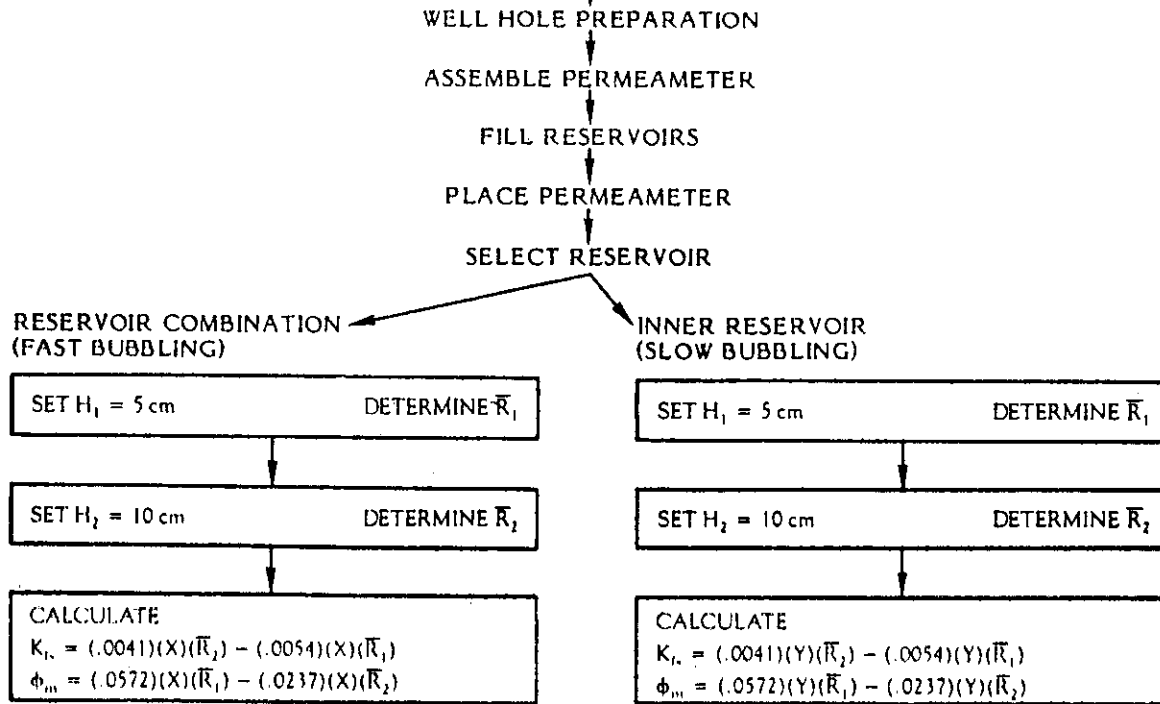 WELL HOLE PREPARATION
ASSEMBLE PERMEAMETER
FILL RESERVOIRS
PLACE PERMEAMETER
SELECT RESERVOIR
RESERVOIR COMBINATION
(FAST BUBBLING)
SET H₁ = 5 cm DETERMINE R̅₁
SET H₂ = 10 cm DETERMINE R̅₂
CALCULATE
K_fs = (.0041)(X)(R̅₂) − (.0054)(X)(R̅₁)
ϕ_m = (.0572)(X)(R̅₁) − (.0237)(X)(R̅₂)
INNER RESERVOIR
(SLOW BUBBLING)
SET H₁ = 5 cm DETERMINE R̅₁
SET H₂ = 10 cm DETERMINE R̅₂
CALCULATE
K_fs = (.0041)(Y)(R̅₂) − (.0054)(Y)(R̅₁)
ϕ_m = (.0572)(Y)(R̅₁) − (.0237)(Y)(R̅₂)